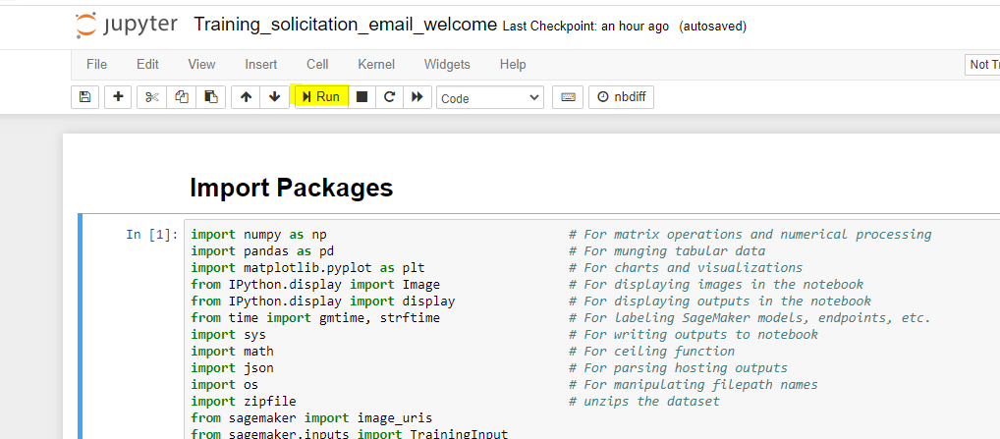 jupyter Training_solicitation_email_welcome Last Checkpoint: an hour ago (autosaved)
File Edit View Insert Cell Kernel Widgets Help Not
Run Code nbdiff
Import Packages
In [1]: import numpy as np # For matrix operations and numerical processing
import pandas as pd # For munging tabular data
import matplotlib.pyplot as plt # For charts and visualizations
from IPython.display import Image # For displaying images in the notebook
from IPython.display import display # For displaying outputs in the notebook
from time import gmtime, strftime # For labeling SageMaker models, endpoints, etc.
import sys # For writing outputs to notebook
import math # For ceiling function
import json # For parsing hosting outputs
import os # For manipulating filepath names
import zipfile # unzips the dataset
from sagemaker import image_uris
from sagemaker.inputs import TrainingInput